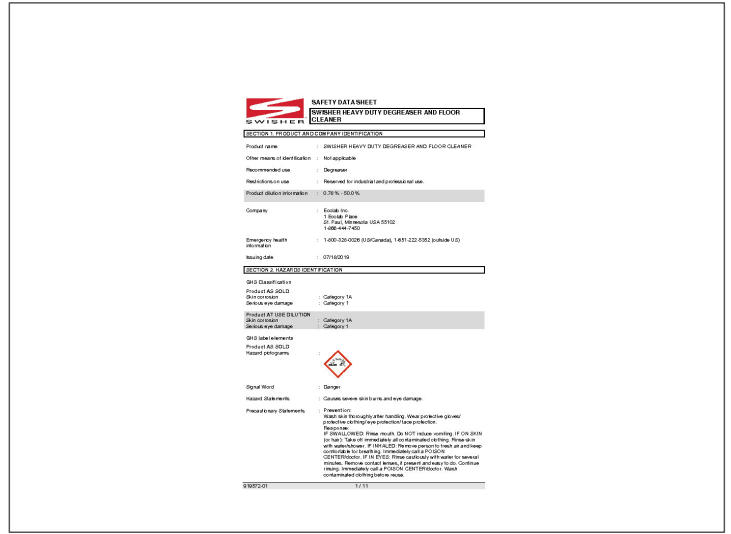 SAFETY DATA SHEET
SWISHER HEAVY DUTY DEGREASER AND FLOOR
CLEANER
SWISHER
SECTION 1. PRODUCT AND COMPANY IDENTIFICATION
Product name : SWISHER HEAVY DUTY DEGREASER AND FLOOR CLEANER
Other means of identification : Not applicable
Recommended use : Degreaser
Restrictions on use : Reserved for industrial and professional use.
Product dilution information : 0.78 % - 50.0 %
Company : Ecolab Inc.
1 Ecolab Place
St. Paul, Minnesota USA 55102
1-866-444-7450
Emergency health : 1-800-328-0026 (US/Canada), 1-651-222-5352 (outside US)
information
Issuing date : 07/18/2019
SECTION 2. HAZARDS IDENTIFICATION
GHS Classification
Product AS SOLD
Skin corrosion : Category 1A
Serious eye damage : Category 1
Product AT USE DILUTION
Skin corrosion : Category 1A
Serious eye damage : Category 1
GHS label elements
Product AS SOLD
Hazard pictograms :
Signal Word : Danger
Hazard Statements : Causes severe skin burns and eye damage.
Precautionary Statements : Prevention:
Wash skin thoroughly after handling. Wear protective gloves/
protective clothing/eye protection/face protection.
Response:
IF SWALLOWED: Rinse mouth. Do NOT induce vomiting. IF ON SKIN
(or hair): Take off immediately all contaminated clothing. Rinse skin
with water/shower. IF INHALED: Remove person to fresh air and keep
comfortable for breathing. Immediately call a POISON
CENTER/doctor. IF IN EYES: Rinse cautiously with water for several
minutes. Remove contact lenses, if present and easy to do. Continue
rinsing. Immediately call a POISON CENTER/doctor. Wash
contaminated clothing before reuse.
919572-01 1 / 11